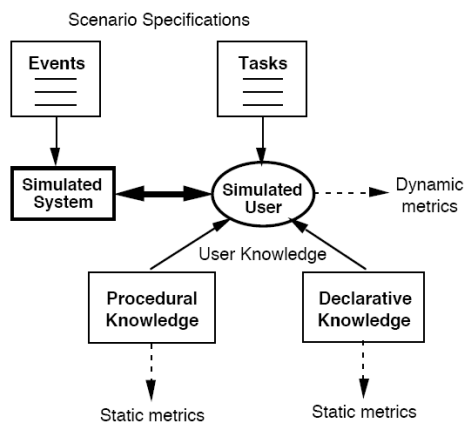 Scenario Specifications
Events
Tasks
Simulated
System
Simulated
User
Dynamic
metrics
User Knowledge
Procedural
Knowledge
Declarative
Knowledge
Static metrics
Static metrics